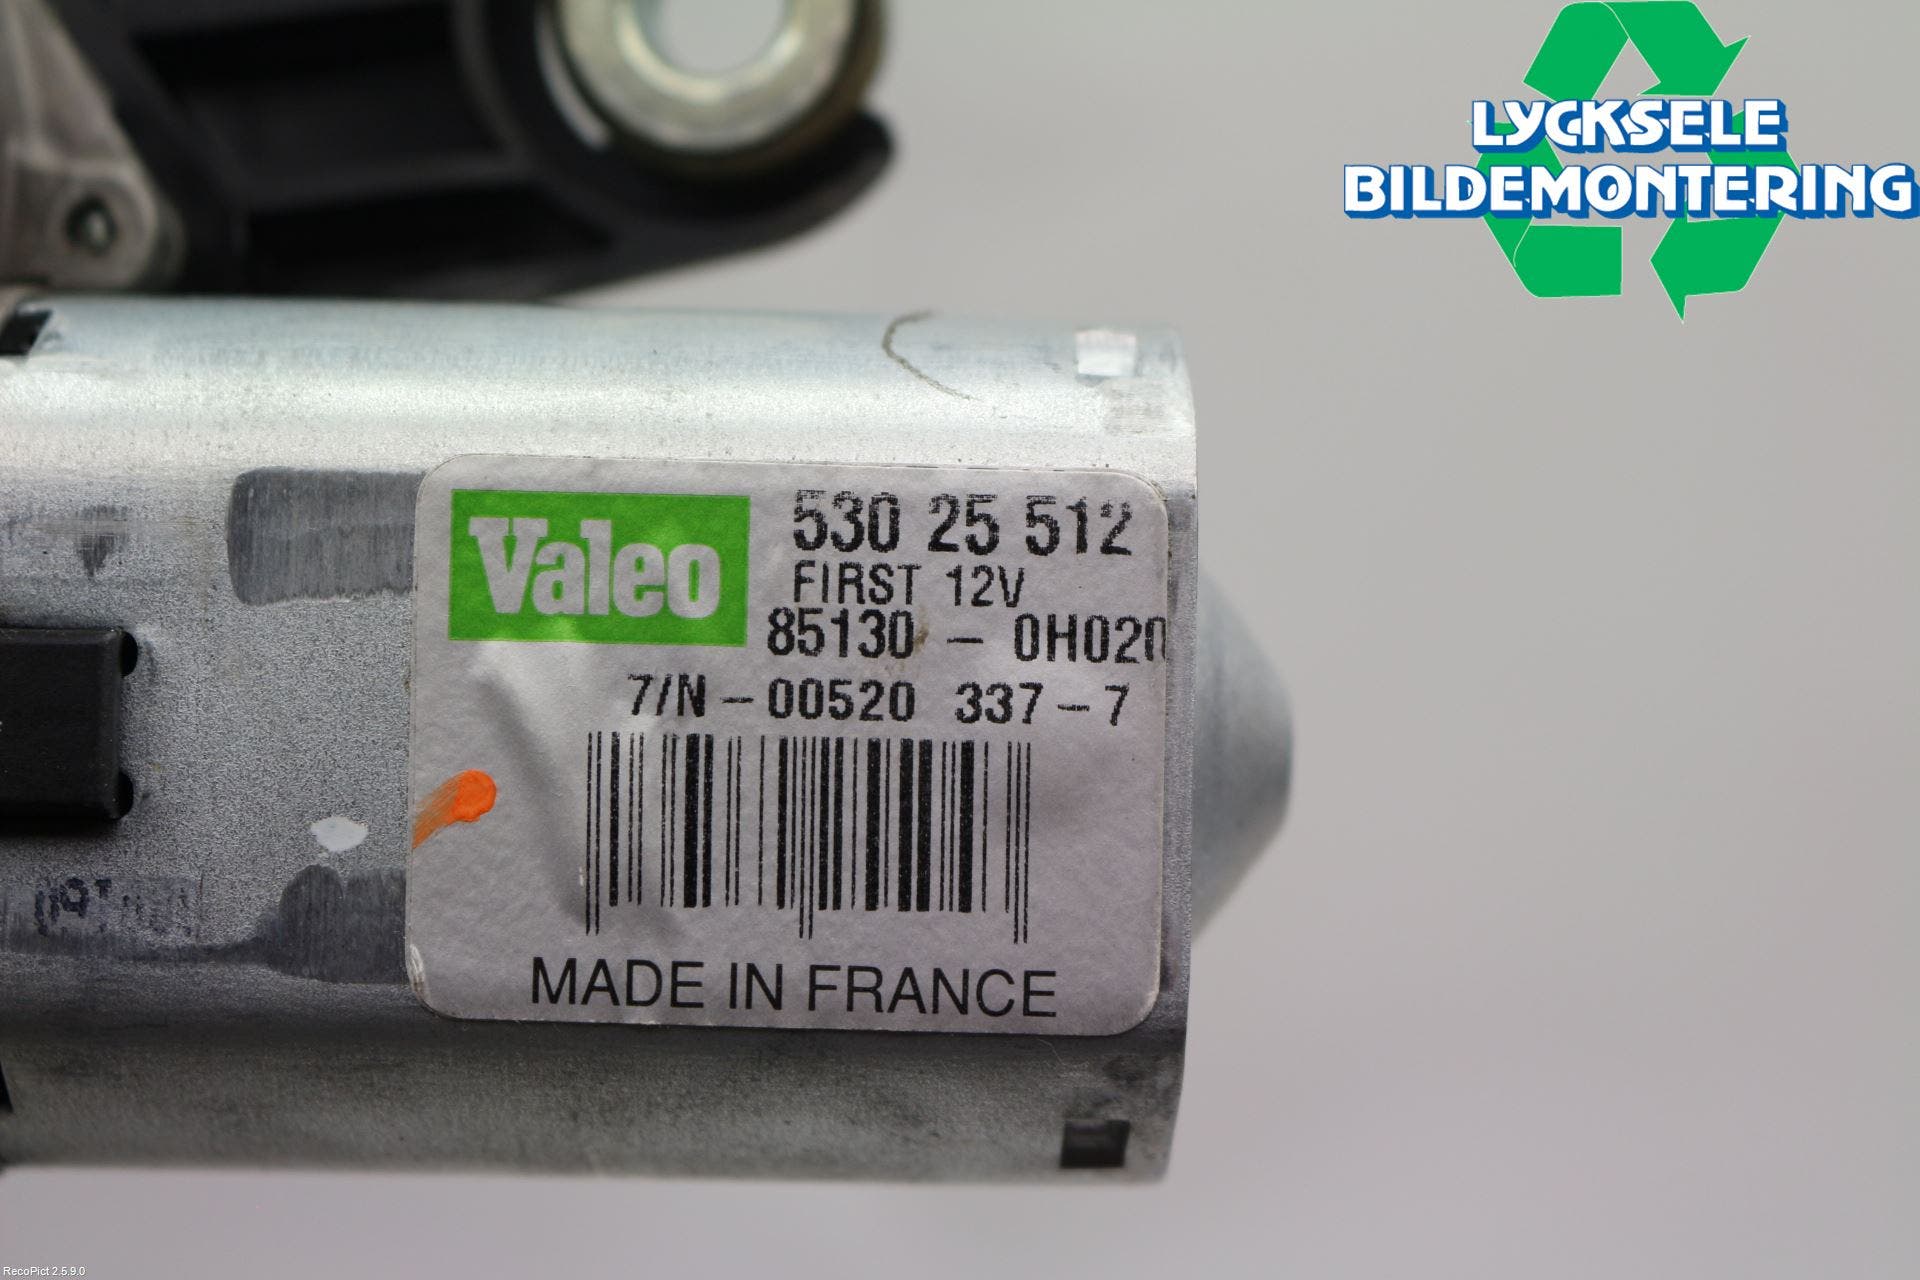 LYCKSELE
BILDEMONTERING
Valeo
530 25 512
FIRST 12V
85130 - 0H020
7/N-00520 337-7
MADE IN FRANCE
RecoPict 2.5.9.0